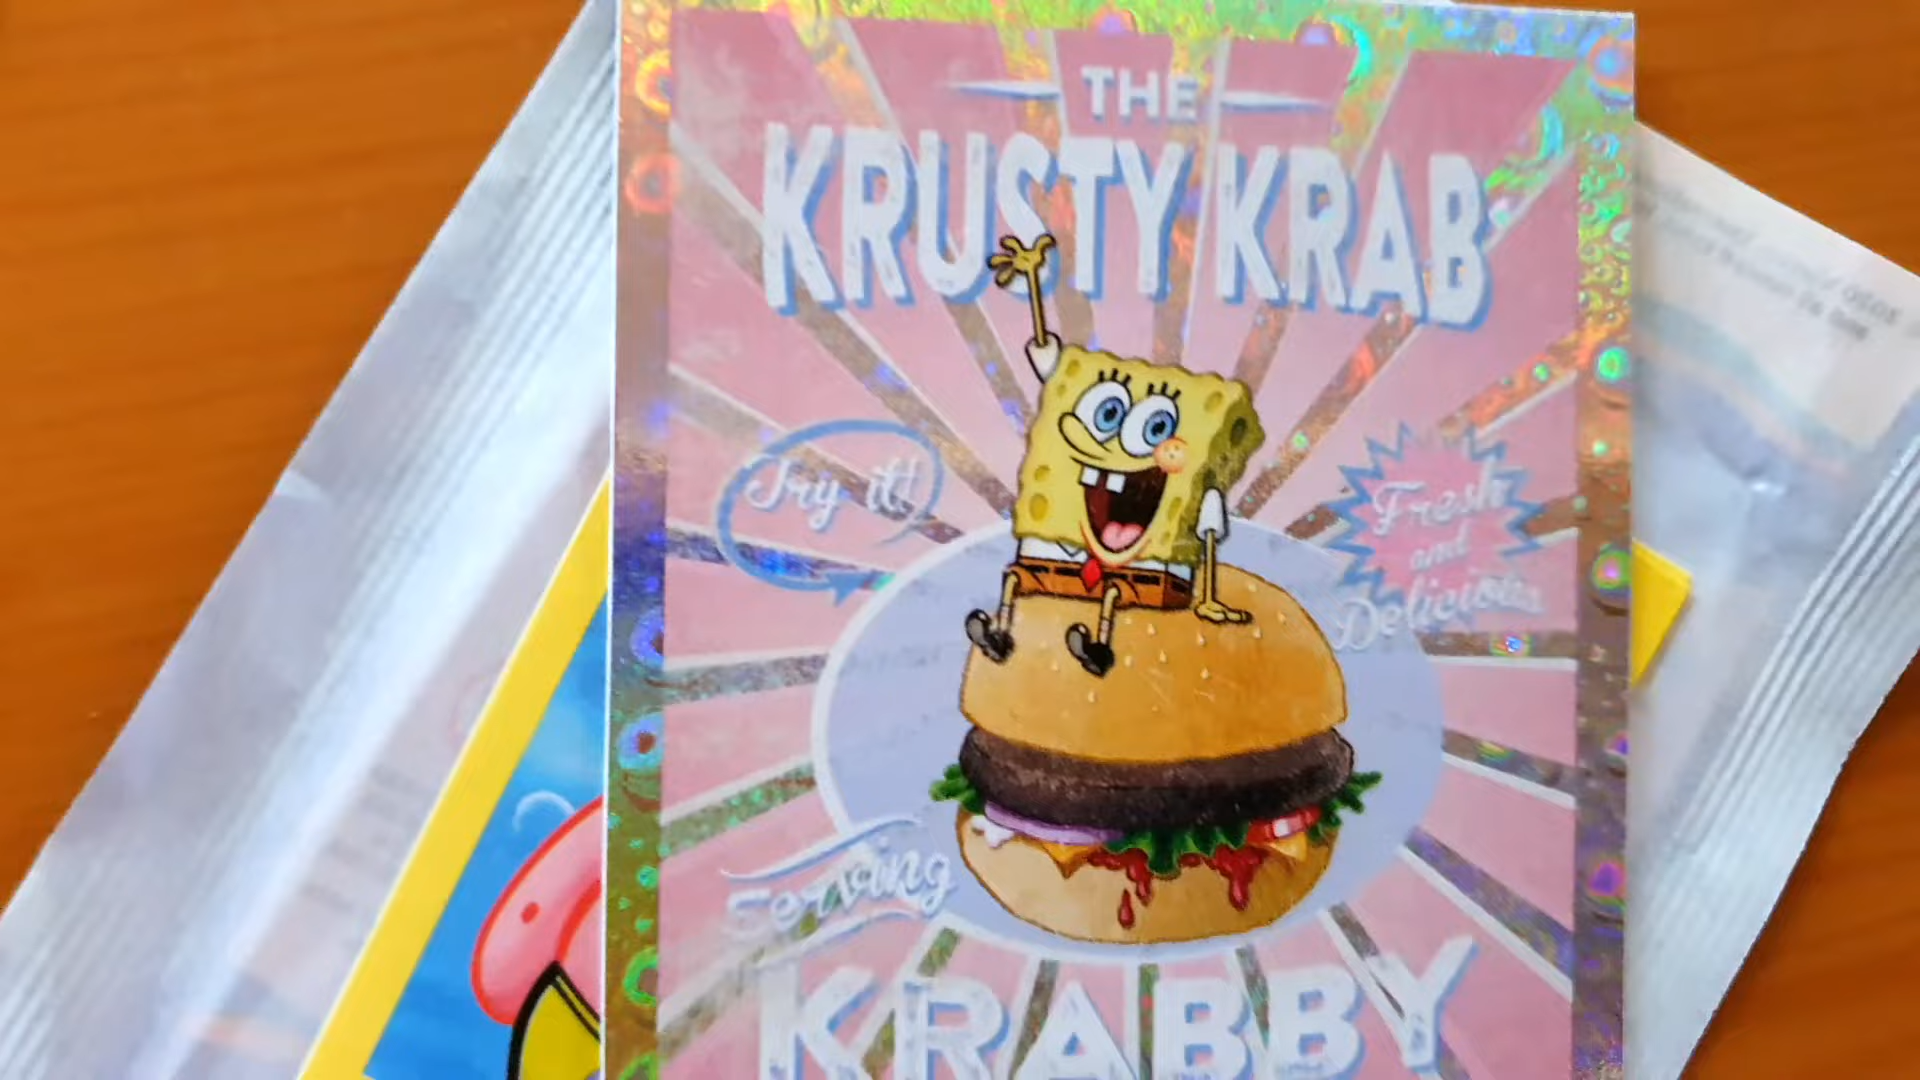 THE
KRUSTY KRAB
Try it!
Fresh
and
Delicious
Serving
KRABBY